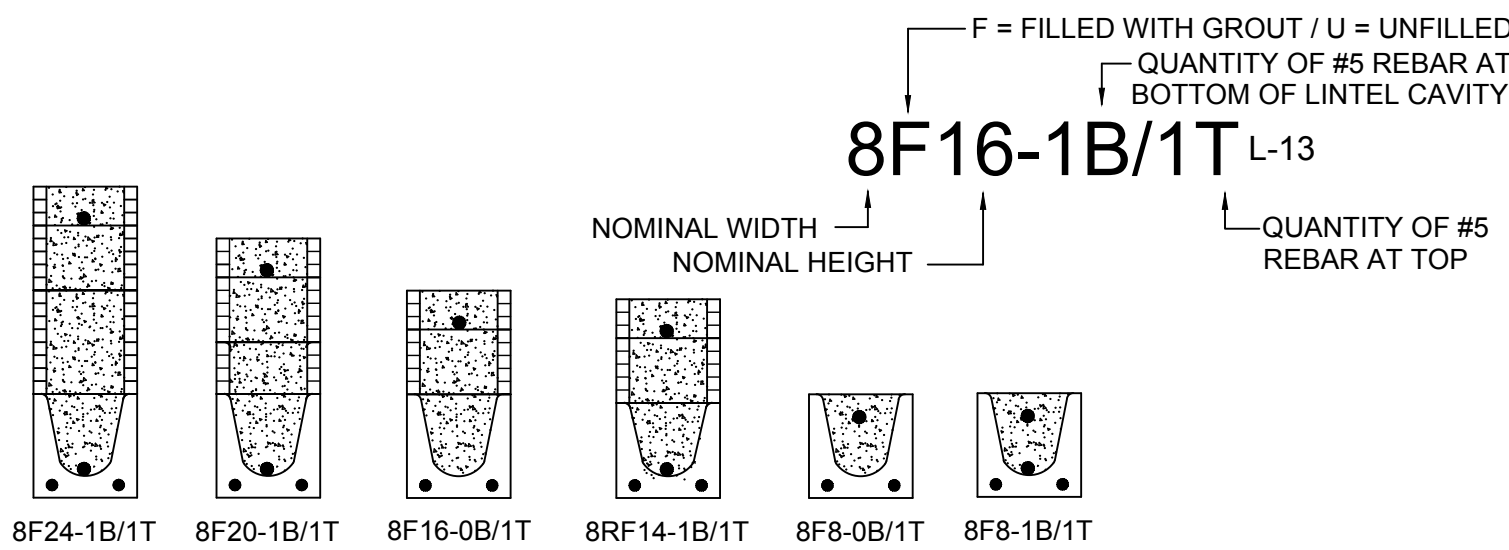 F = FILLED WITH GROUT / U = UNFILLED
QUANTITY OF #5 REBAR AT
BOTTOM OF LINTEL CAVITY
8F16-1B/1T L-13
NOMINAL WIDTH
NOMINAL HEIGHT
QUANTITY OF #5
REBAR AT TOP
8F24-1B/1T 8F20-1B/1T 8F16-0B/1T 8RF14-1B/1T 8F8-0B/1T 8F8-1B/1T